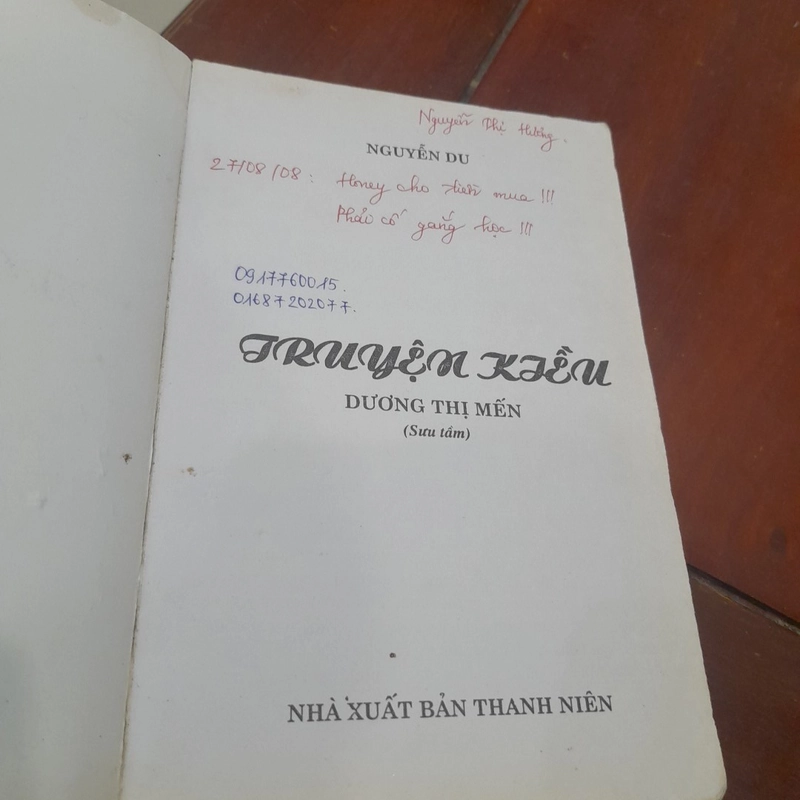 Nguyễn Thị Hương.
NGUYỄN DU
27/08/08: Honey cho tiền mua !!!
Phải cố gắng học !!!
0917760015.
01687202077.
TRUYỆN KIỀU
DƯƠNG THỊ MẾN
(Sưu tầm)
NHÀ XUẤT BẢN THANH NIÊN